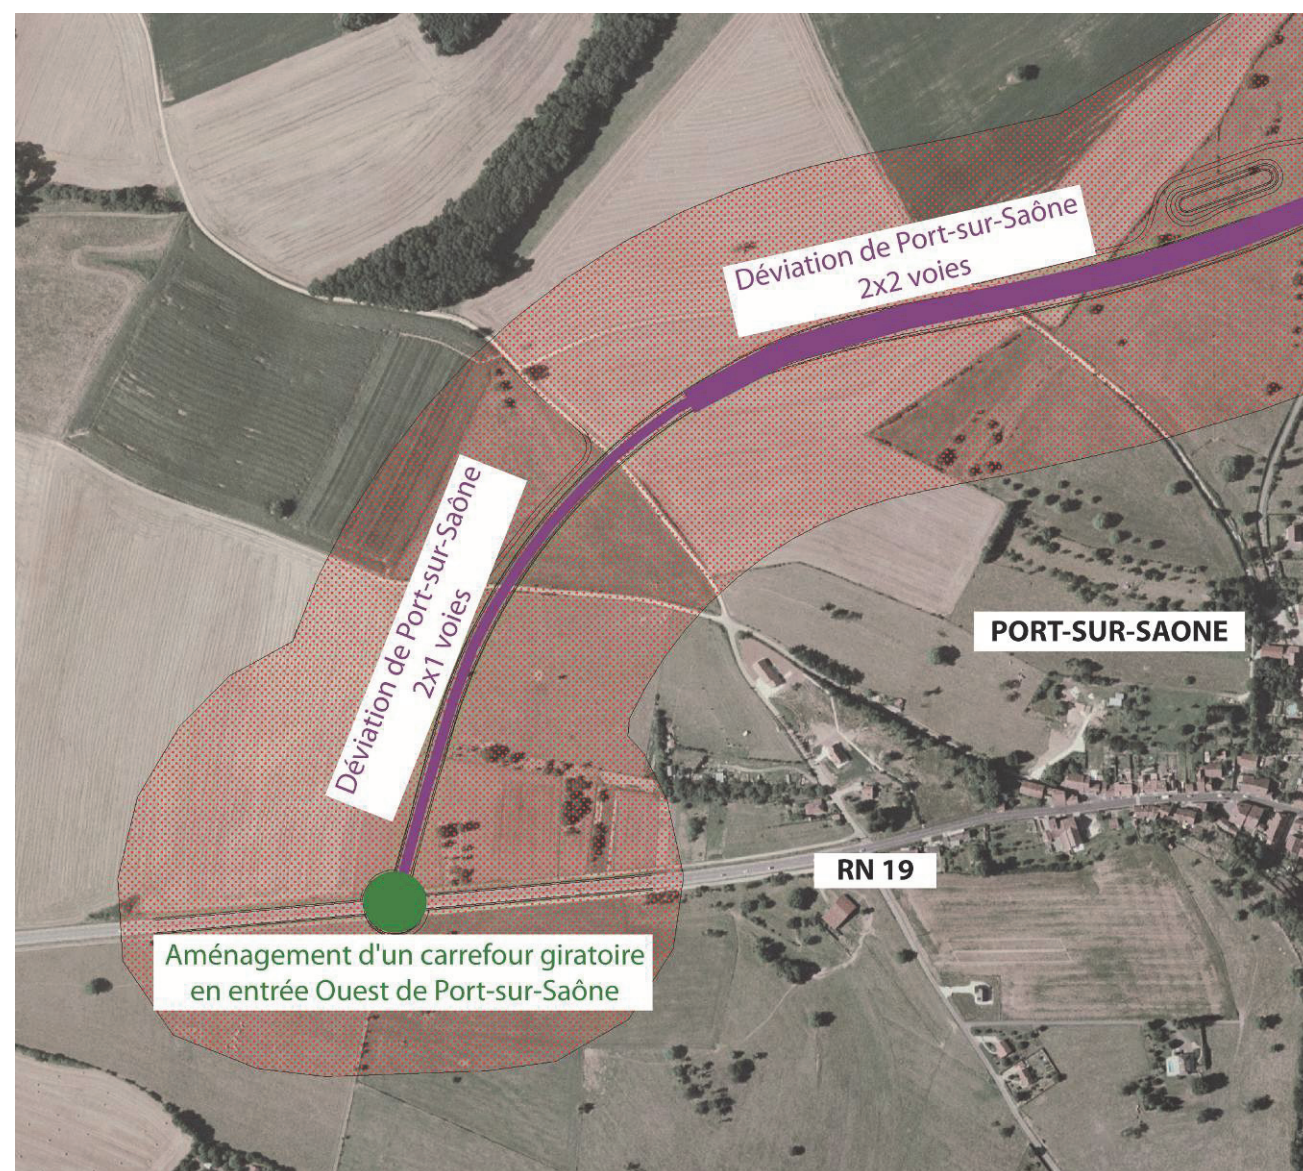 Déviation de Port-sur-Saône
2x2 voies
Déviation de Port-sur-Saône
2x1 voies
PORT-SUR-SAONE
RN 19
Aménagement d'un carrefour giratoire
en entrée Ouest de Port-sur-Saône